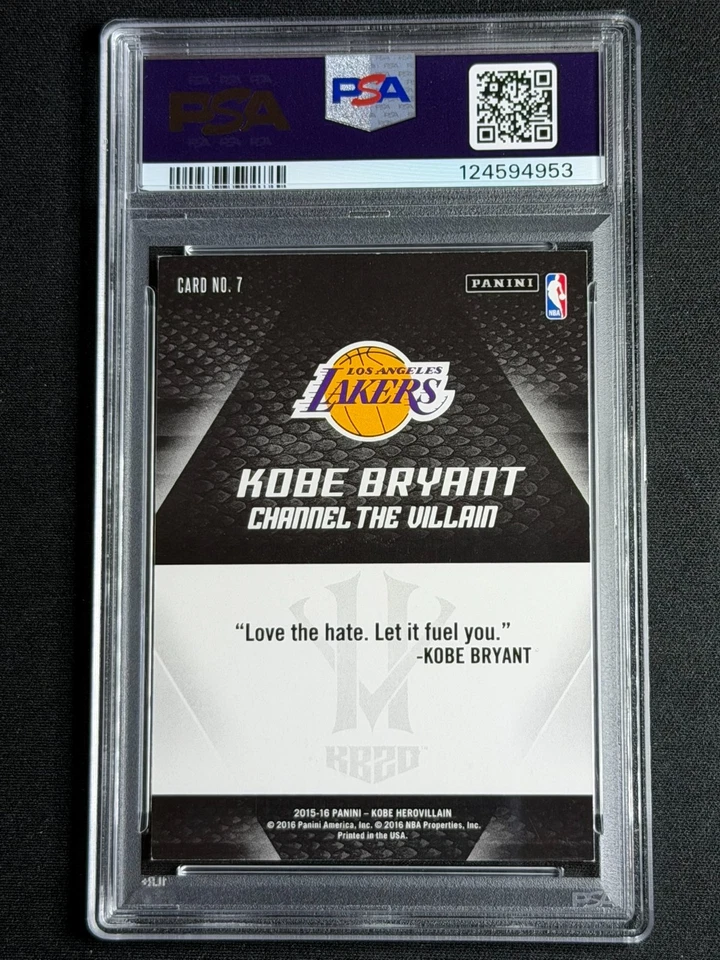 PSA
PSA
124594953
CARD NO. 7
PANINI
NBA
LOS ANGELES
LAKERS
KOBE BRYANT
CHANNEL THE VILLAIN
“Love the hate. Let it fuel you.”
-KOBE BRYANT
KB20™
2015-16 PANINI – KOBE HEROVILLAIN
© 2016 Panini America, Inc. © 2016 NBA Properties, Inc.
Printed in the USA.
PSA